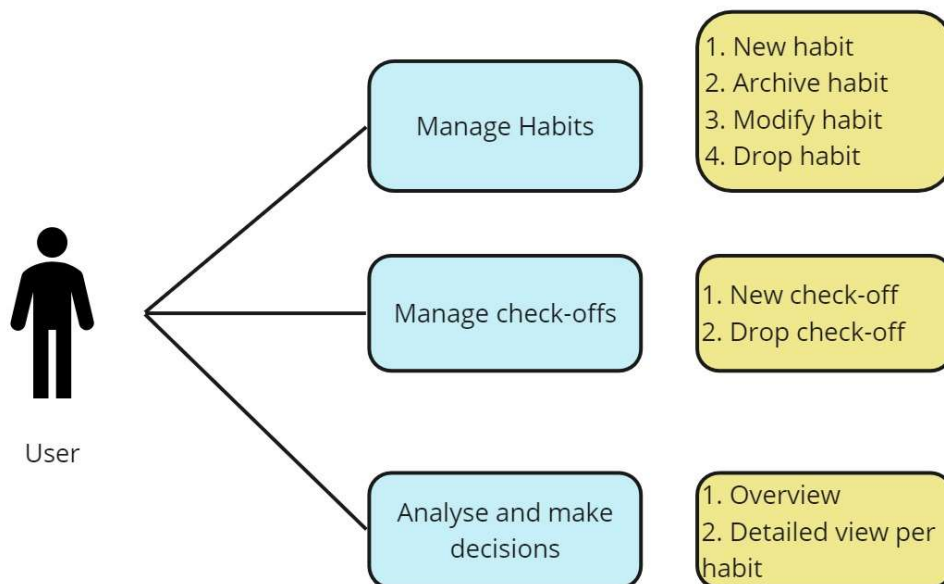 Manage Habits
1. New habit
2. Archive habit
3. Modify habit
4. Drop habit
Manage check-offs
1. New check-off
2. Drop check-off
User
Analyse and make
decisions
1. Overview
2. Detailed view per
habit